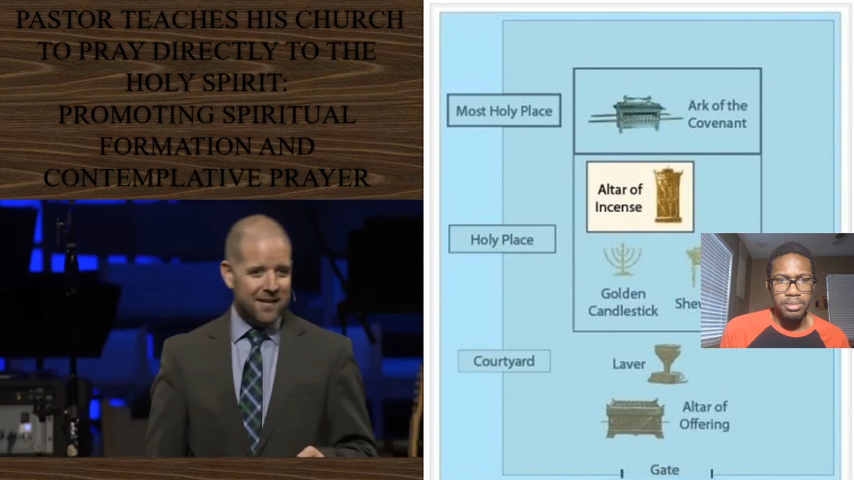 PASTOR TEACHES HIS CHURCH
TO PRAY DIRECTLY TO THE
HOLY SPIRIT:
PROMOTING SPIRITUAL
FORMATION AND
CONTEMPLATIVE PRAYER
Most Holy Place
Ark of the
Covenant
Altar of
Incense
Holy Place
Golden
Candlestick
Courtyard
Laver
Altar of
Offering
Gate